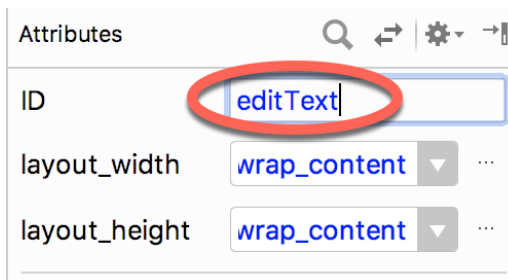 Attributes
ID editText
layout_width wrap_content ...
layout_height wrap_content ...